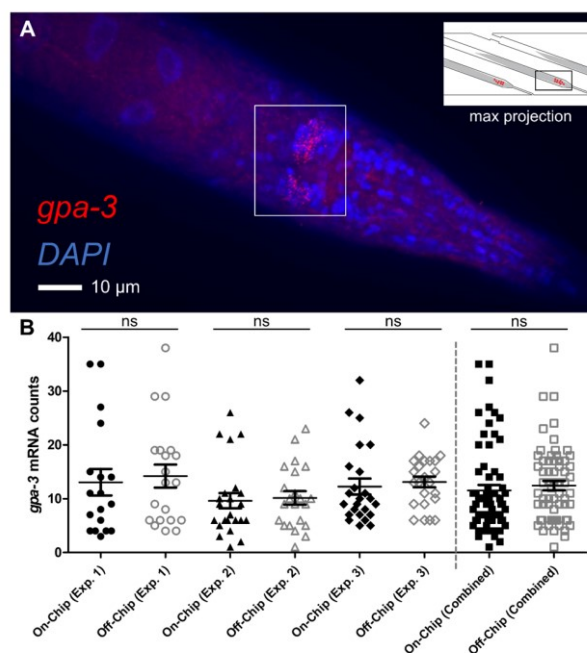 A
max projection
gpa-3
DAPI
10 µm
B
ns ns ns ns
gpa-3 mRNA counts
40
30
20
10
0
On-Chip (Exp. 1)
Off-Chip (Exp. 1)
On-Chip (Exp. 2)
Off-Chip (Exp. 2)
On-Chip (Exp. 3)
Off-Chip (Exp. 3)
On-Chip (Combined)
Off-Chip (Combined)